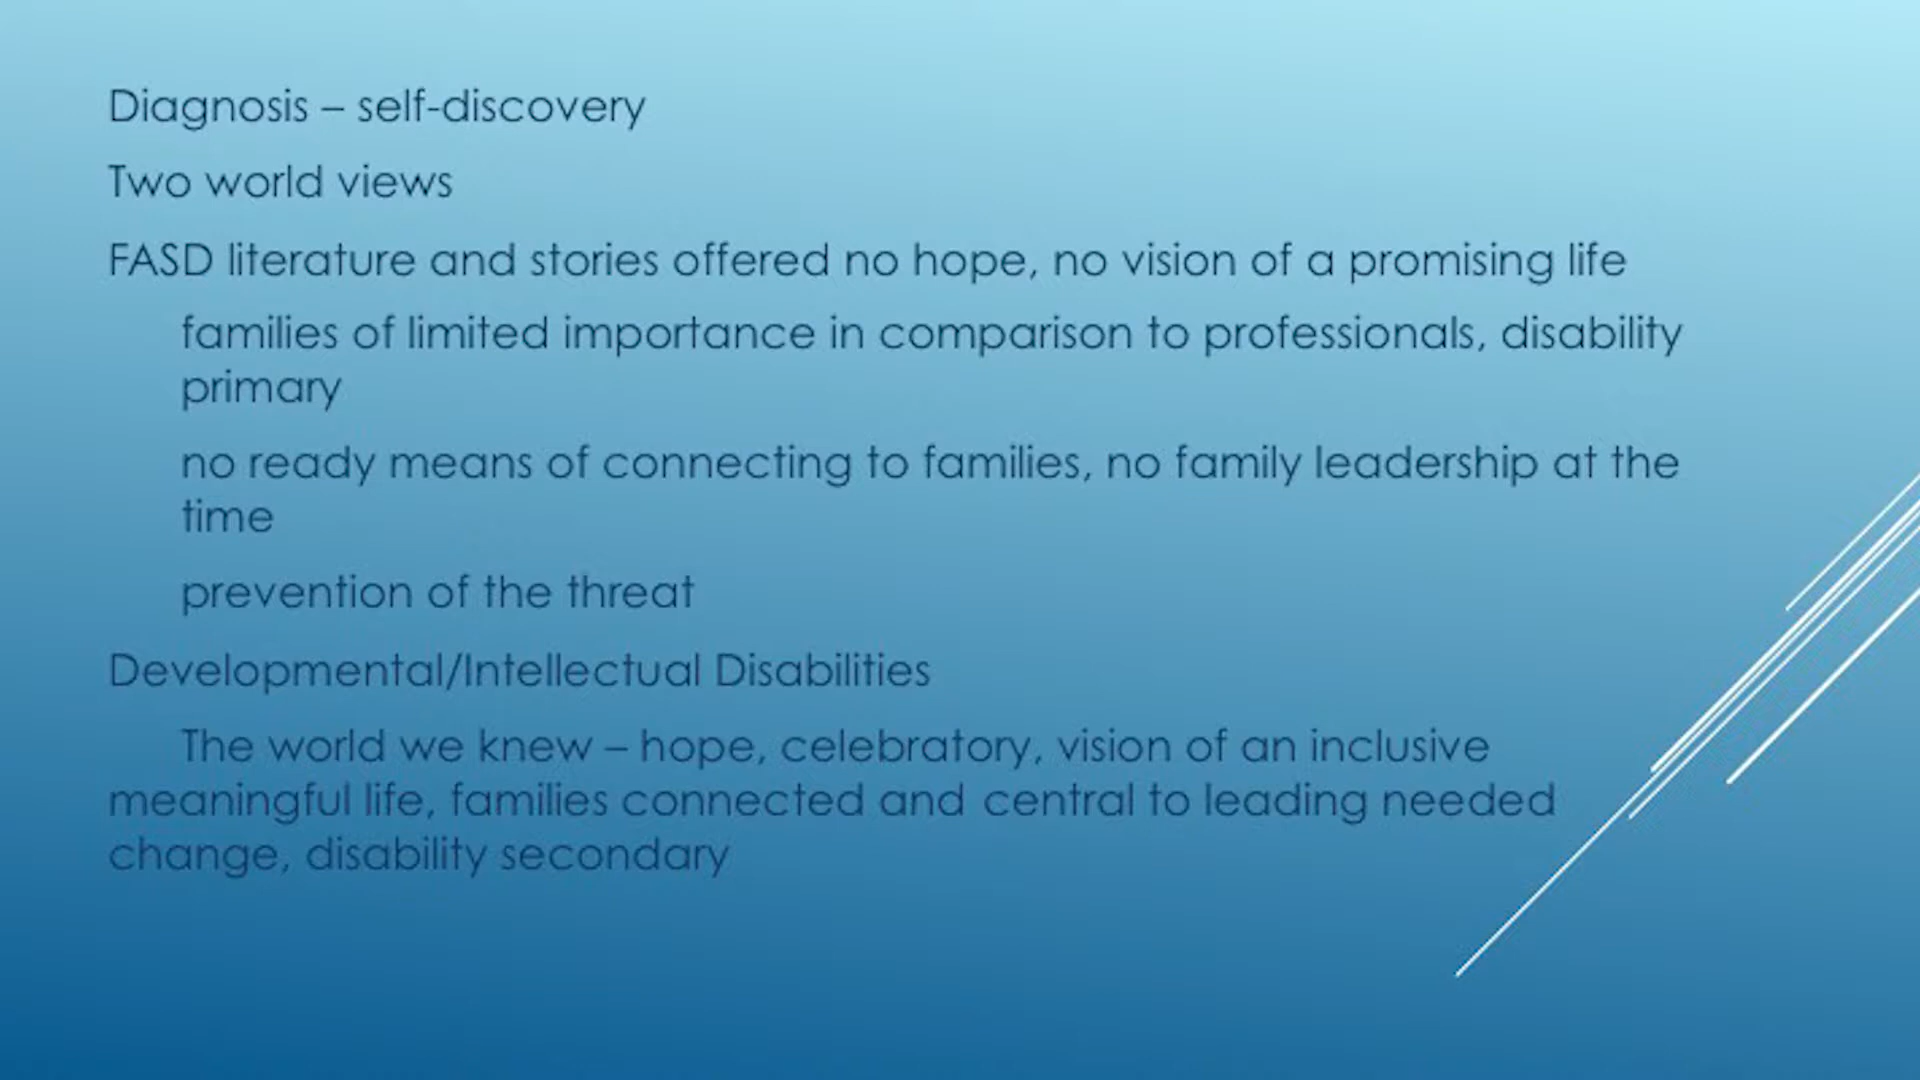 Diagnosis – self-discovery
Two world views
FASD literature and stories offered no hope, no vision of a promising life
families of limited importance in comparison to professionals, disability
primary
no ready means of connecting to families, no family leadership at the
time
prevention of the threat
Developmental/Intellectual Disabilities
The world we knew – hope, celebratory, vision of an inclusive
meaningful life, families connected and central to leading needed
change, disability secondary